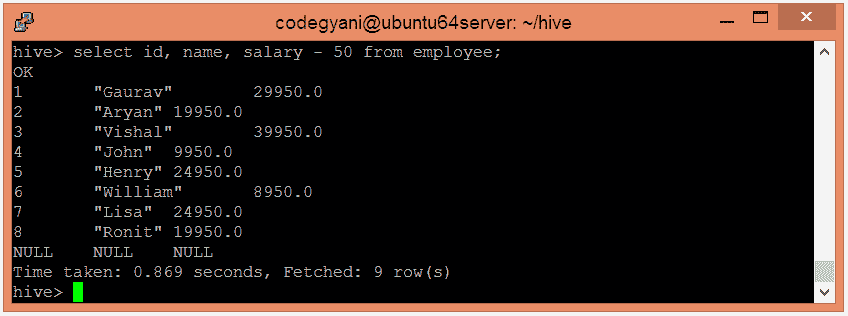 codegyani@ubuntu64server: ~/hive
hive> select id, name, salary - 50 from employee;
OK
1       "Gaurav"        29950.0
2       "Aryan" 19950.0
3       "Vishal"        39950.0
4       "John"  9950.0
5       "Henry" 24950.0
6       "William"       8950.0
7       "Lisa"  24950.0
8       "Ronit" 19950.0
NULL    NULL    NULL
Time taken: 0.869 seconds, Fetched: 9 row(s)
hive>